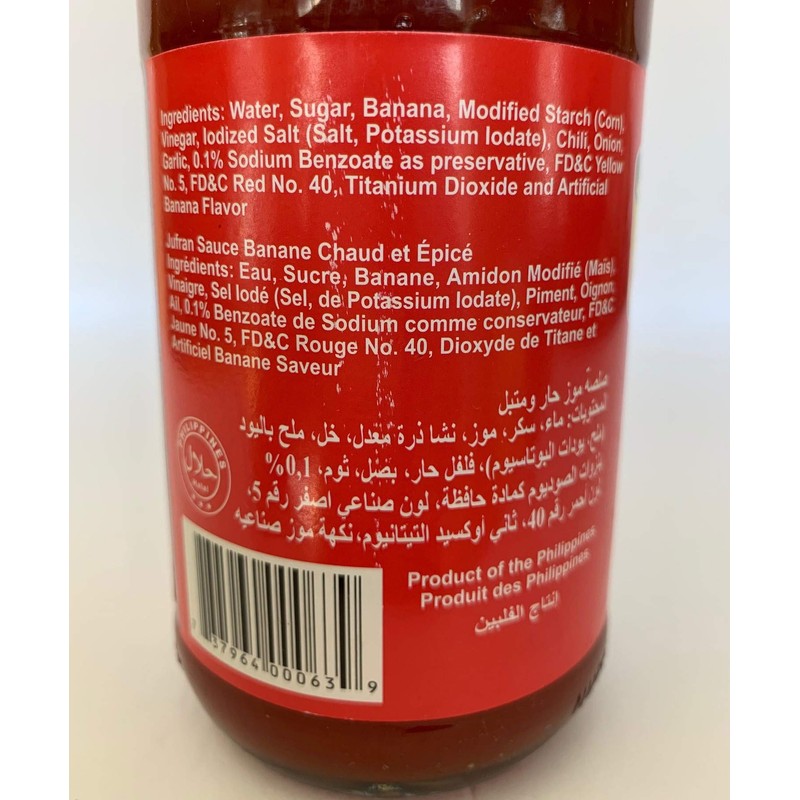 Ingredients: Water, Sugar, Banana, Modified Starch (Corn),
Vinegar, Iodized Salt (Salt, Potassium Iodate), Chili, Onion,
Garlic, 0.1% Sodium Benzoate as preservative, FD&C Yellow
No. 5, FD&C Red No. 40, Titanium Dioxide and Artificial
Banana Flavor
Jufran Sauce Banane Chaud et Épicé
Ingrédients: Eau, Sucre, Banane, Amidon Modifié (Maïs),
Vinaigre, Sel Iodé (Sel, de Potassium Iodate), Piment, Oignon,
Ail, 0.1% Benzoate de Sodium comme conservateur, FD&C
Jaune No. 5, FD&C Rouge No. 40, Dioxyde de Titane et
Artificiel Banane Saveur
صلصة موز حار ومتبل
المحتويات: ماء، سكر، موز، نشا ذرة معدل، خل، ملح باليود
(ملح، يودات البوتاسيوم)، فلفل حار، بصل، ثوم، 0,1%
بنزوات الصوديوم كمادة حافظة، لون صناعي اصفر رقم 5،
لون احمر رقم 40، ثاني أوكسيد التيتانيوم، نكهة موز صناعيه
PHILIPPINES
حلال
Product of the Philippines
Produit des Philippines
إنتاج الفلبين
7 37964 00063 9